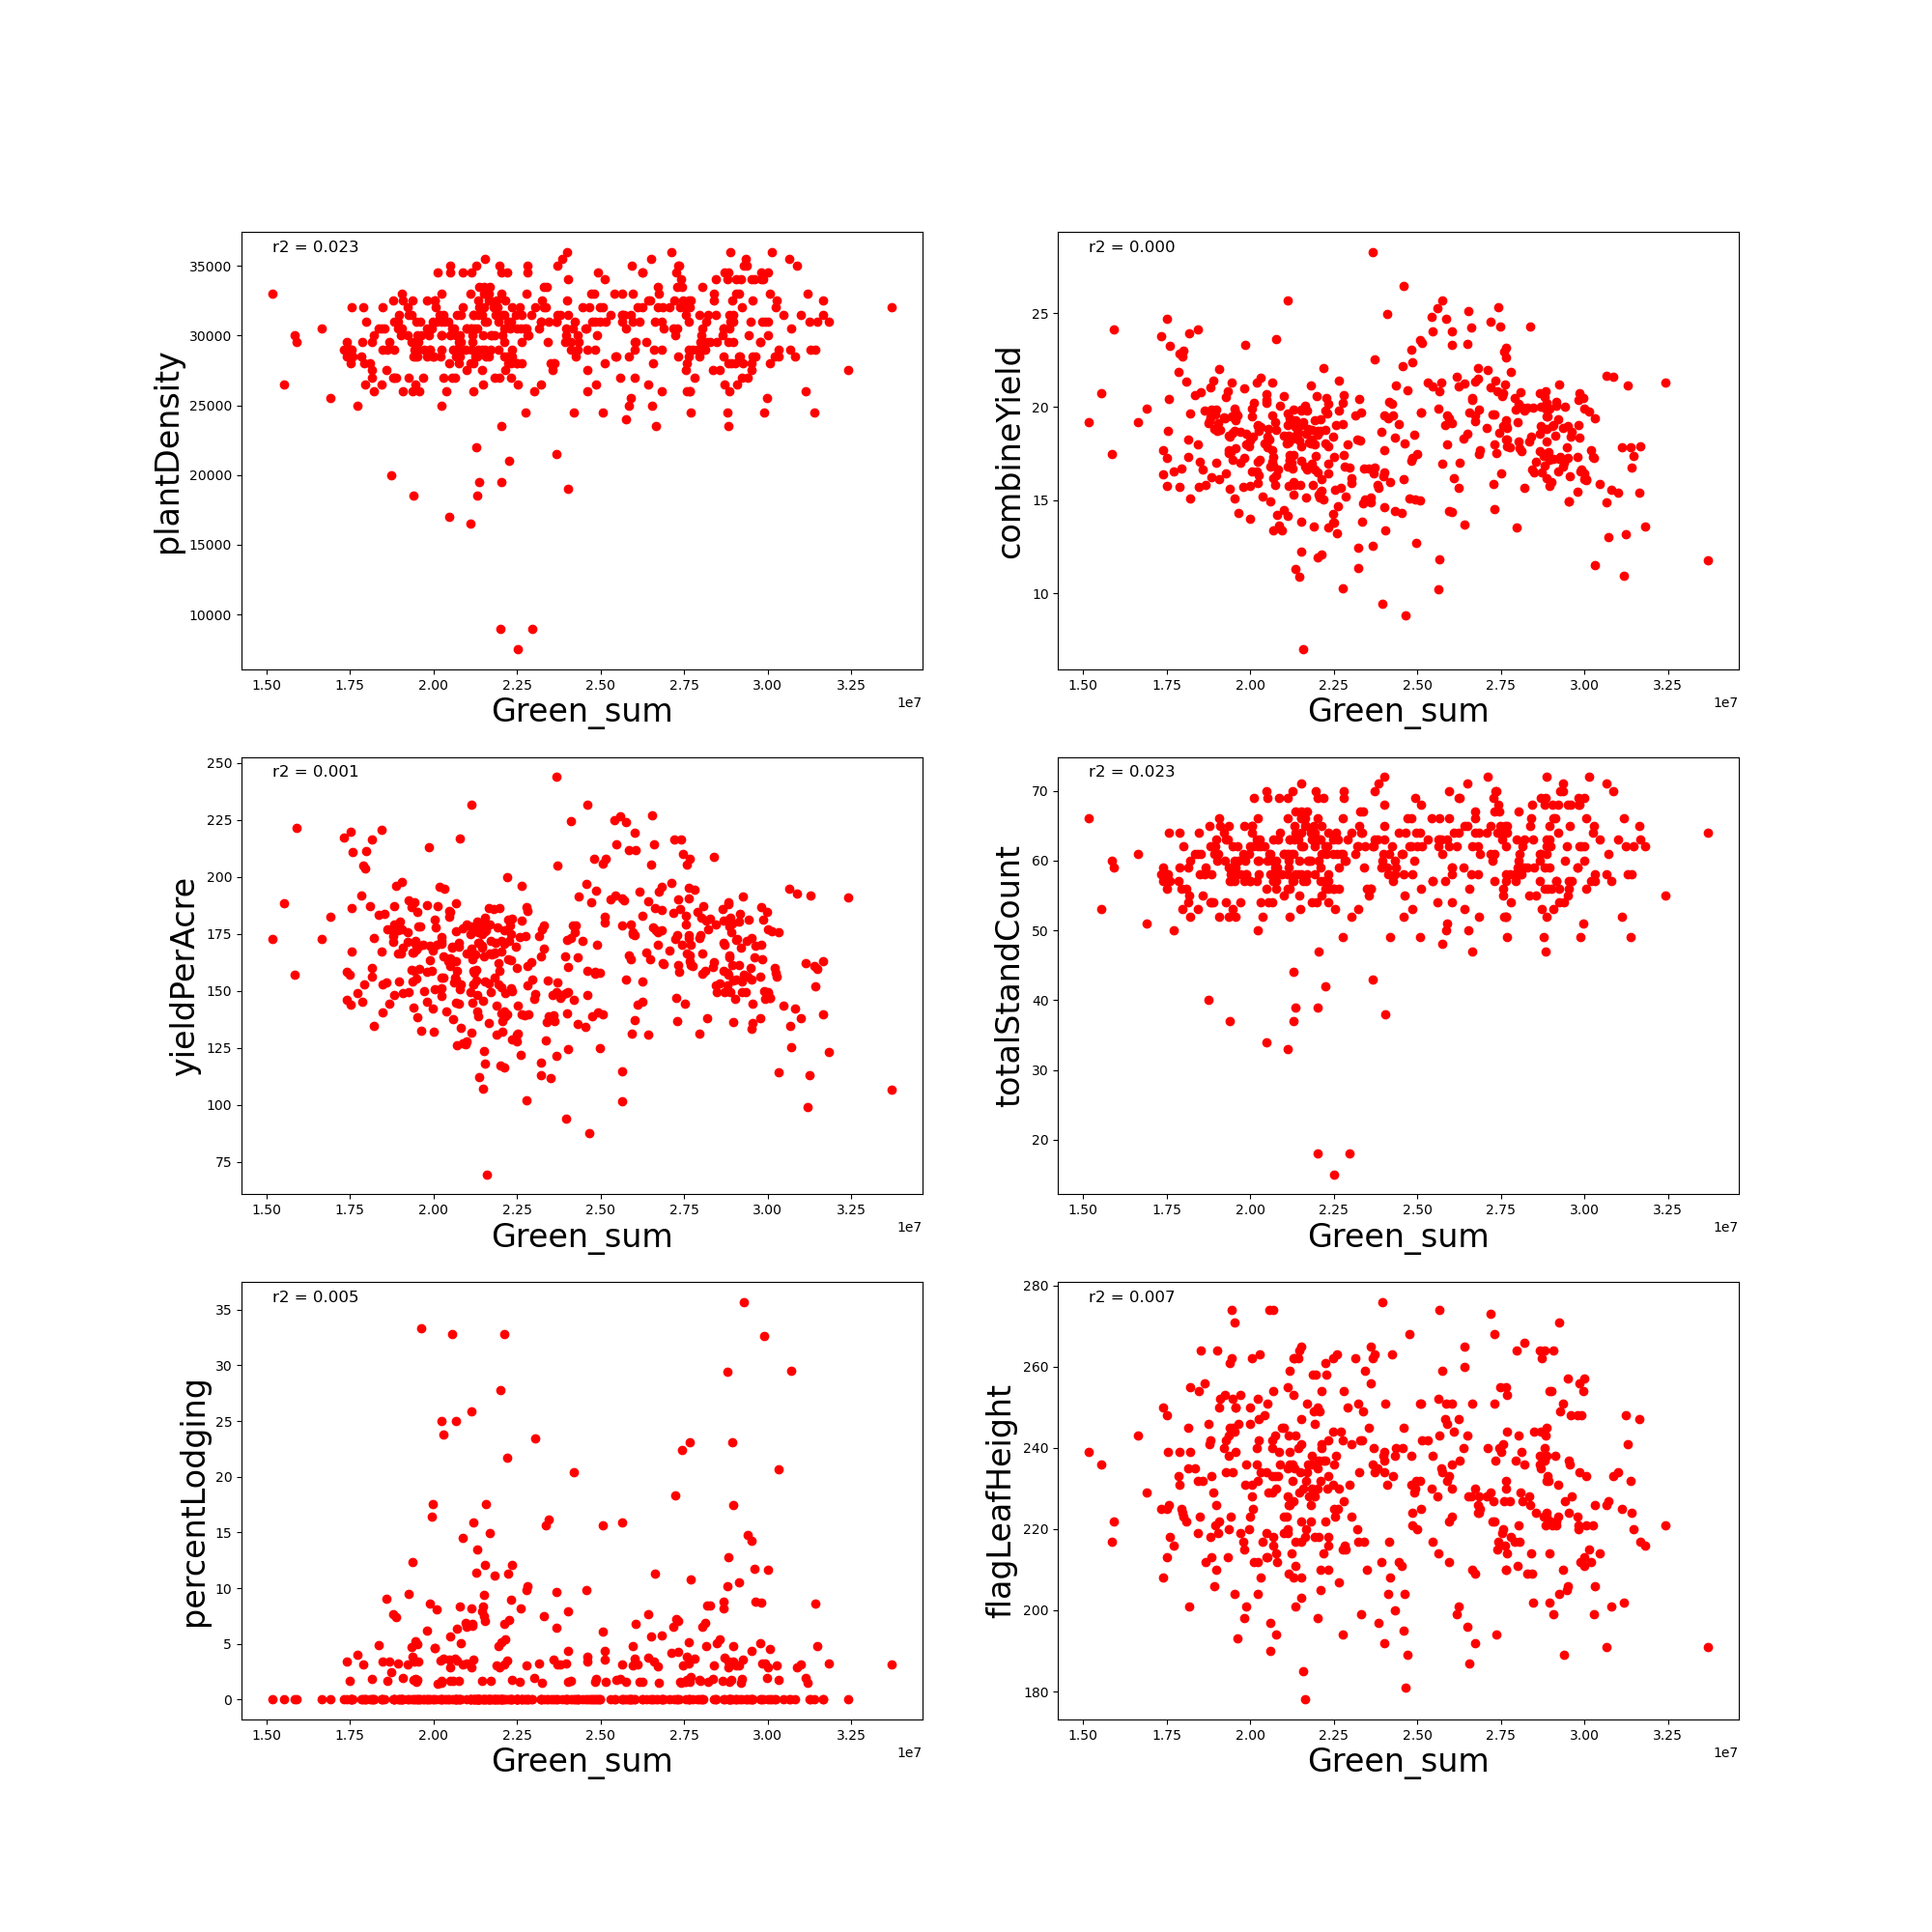 r2 = 0.023
35000
30000
25000
20000
15000
10000
plantDensity
1.50 1.75 2.00 2.25 2.50 2.75 3.00 3.25
1e7
Green_sum
r2 = 0.000
25
20
15
10
combineYield
1.50 1.75 2.00 2.25 2.50 2.75 3.00 3.25
1e7
Green_sum
r2 = 0.001
250
225
200
175
150
125
100
75
yieldPerAcre
1.50 1.75 2.00 2.25 2.50 2.75 3.00 3.25
1e7
Green_sum
r2 = 0.023
70
60
50
40
30
20
totalStandCount
1.50 1.75 2.00 2.25 2.50 2.75 3.00 3.25
1e7
Green_sum
r2 = 0.005
35
30
25
20
15
10
5
0
percentLodging
1.50 1.75 2.00 2.25 2.50 2.75 3.00 3.25
1e7
Green_sum
r2 = 0.007
280
260
240
220
200
180
flagLeafHeight
1.50 1.75 2.00 2.25 2.50 2.75 3.00 3.25
1e7
Green_sum